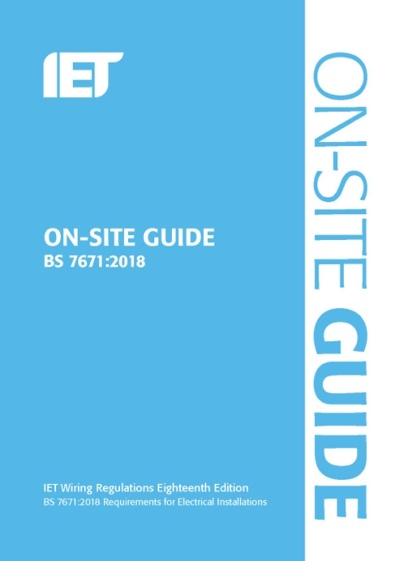 IET
ON-SITE GUIDE
BS 7671:2018
IET Wiring Regulations Eighteenth Edition
BS 7671:2018 Requirements for Electrical Installations
ON-SITE GUIDE